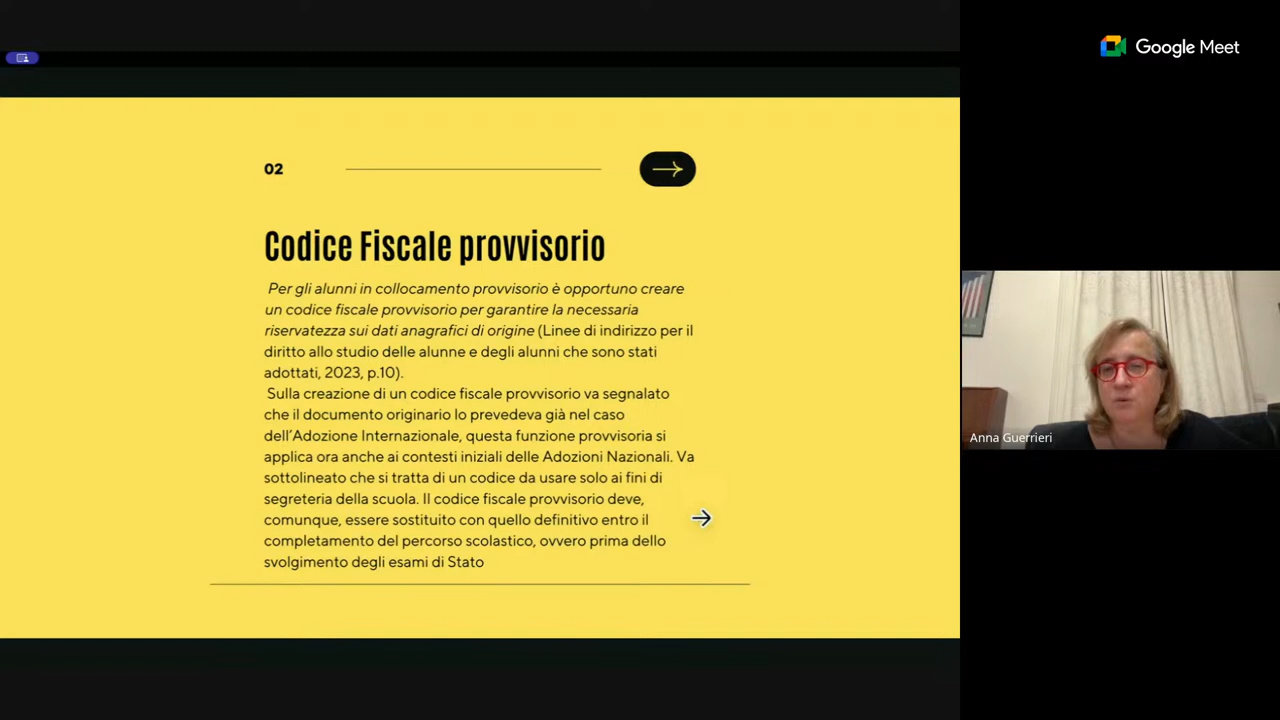 Google Meet
02
Codice Fiscale provvisorio
Per gli alunni in collocamento provvisorio è opportuno creare
un codice fiscale provvisorio per garantire la necessaria
riservatezza sui dati anagrafici di origine (Linee di indirizzo per il
diritto allo studio delle alunne e degli alunni che sono stati
adottati, 2023, p.10).
Sulla creazione di un codice fiscale provvisorio va segnalato
che il documento originario lo prevedeva già nel caso
dell'Adozione Internazionale, questa funzione provvisoria si
applica ora anche ai contesti iniziali delle Adozioni Nazionali. Va
sottolineato che si tratta di un codice da usare solo ai fini di
segreteria della scuola. Il codice fiscale provvisorio deve,
comunque, essere sostituito con quello definitivo entro il
completamento del percorso scolastico, ovvero prima dello
svolgimento degli esami di Stato
Anna Guerrieri